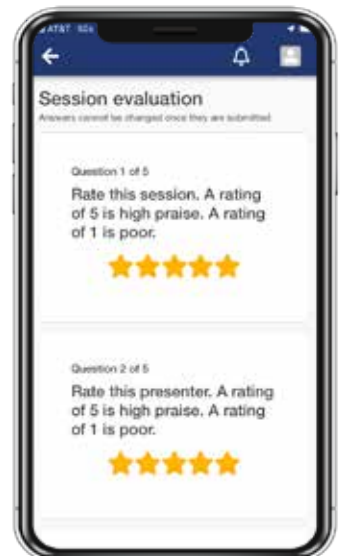 AT&T
Session evaluation
Answers cannot be changed once they are submitted
Question 1 of 5
Rate this session. A rating
of 5 is high praise. A rating
of 1 is poor.
Question 2 of 5
Rate this presenter. A rating
of 5 is high praise. A rating
of 1 is poor.